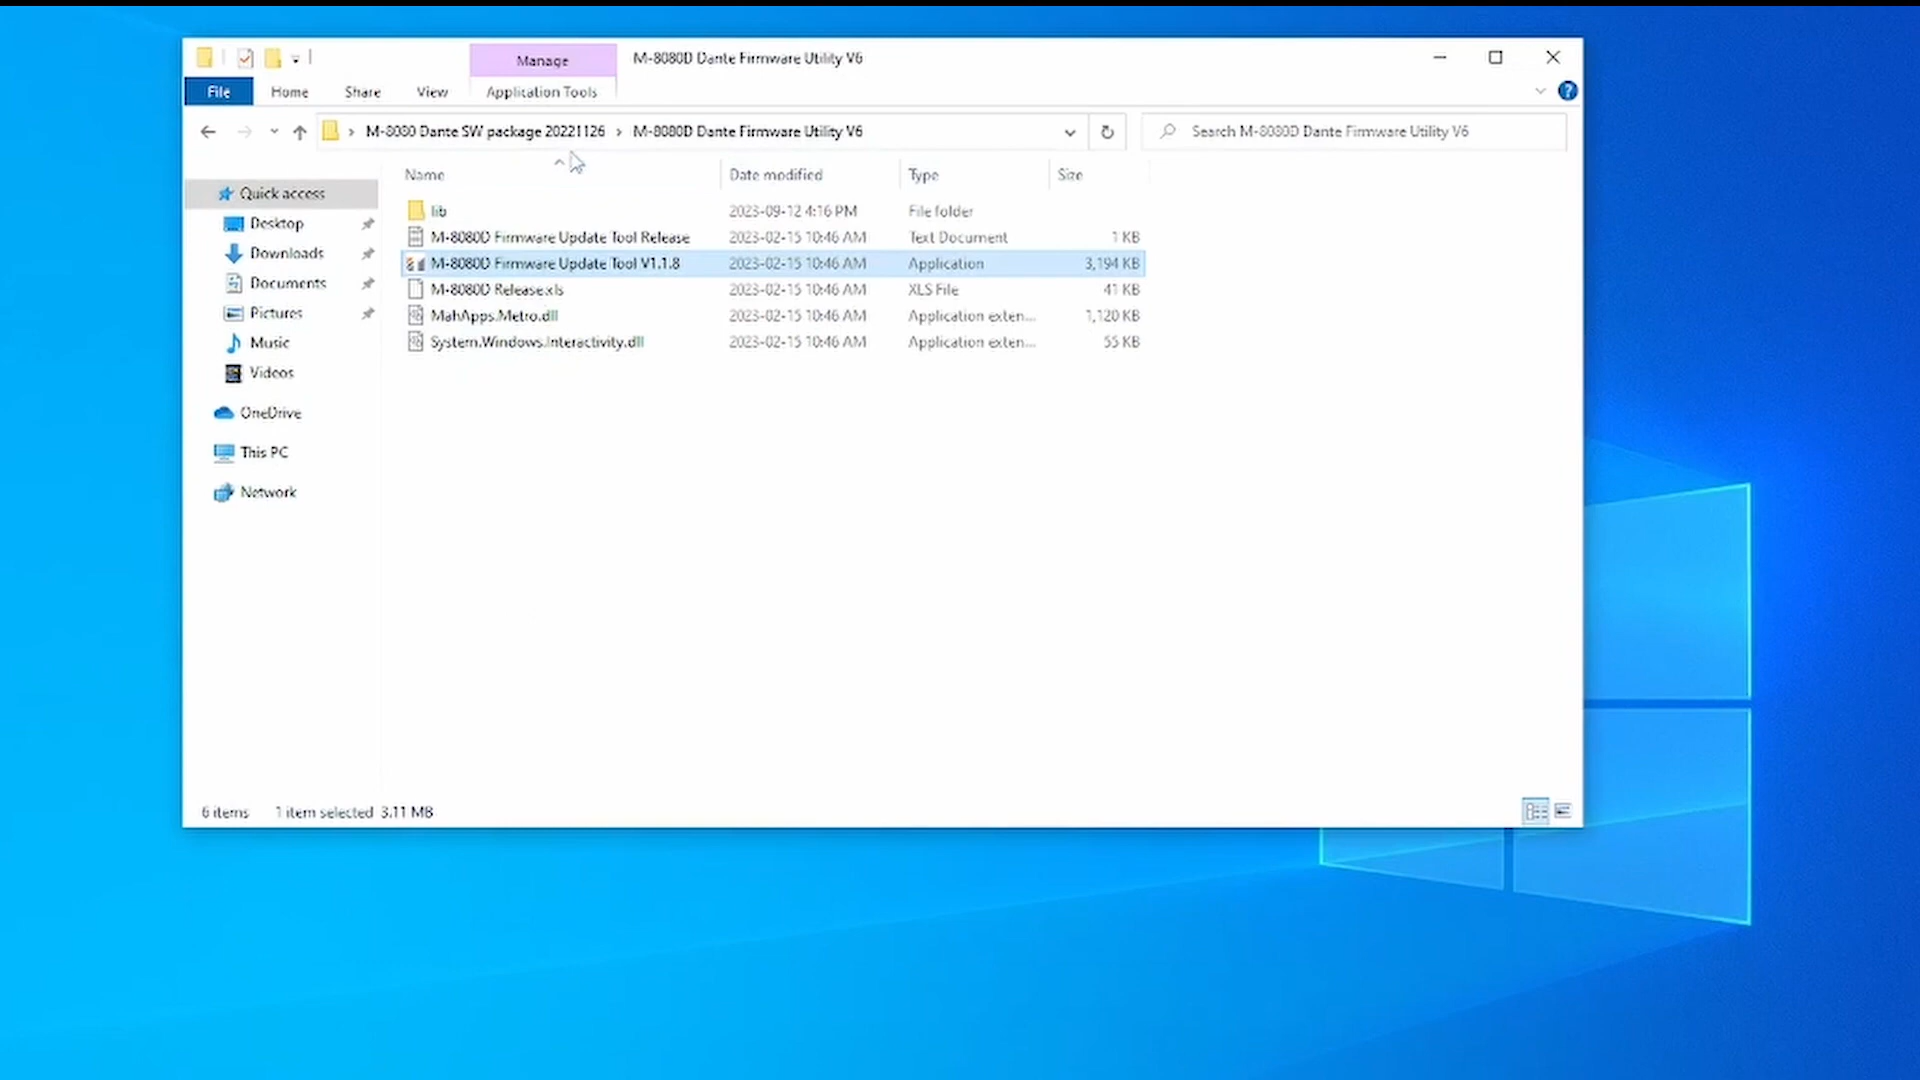 Manage
M-8080D Dante Firmware Utility V6
File
Home
Share
View
Application Tools
M-8080 Dante SW package 20221126 › M-8080D Dante Firmware Utility V6
Search M-8080D Dante Firmware Utility V6
Name
Date modified
Type
Size
Quick access
Desktop
Downloads
Documents
Pictures
Music
Videos
OneDrive
This PC
Network
lib 2023-09-12 4:16 PM File folder
M-8080D Firmware Update Tool Release 2023-02-15 10:46 AM Text Document 1 KB
M-8080D Firmware Update Tool V1.1.8 2023-02-15 10:46 AM Application 3,194 KB
M-8080D Release.xls 2023-02-15 10:46 AM XLS File 41 KB
MahApps.Metro.dll 2023-02-15 10:46 AM Application exten... 1,120 KB
System.Windows.Interactivity.dll 2023-02-15 10:46 AM Application exten... 55 KB
6 items 1 item selected 3.11 MB